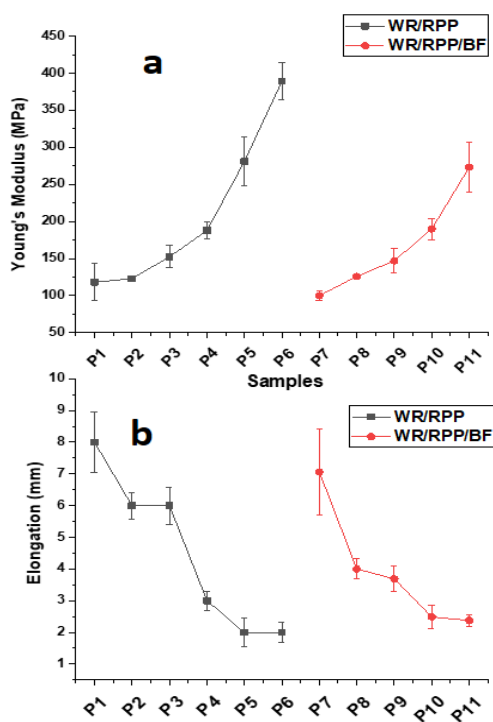 WR/RPP
WR/RPP/BF
a
Young's Modulus (MPa)
450
400
350
300
250
200
150
100
50
P1 P2 P3 P4 P5 P6 P7 P8 P9 P10 P11
Samples
WR/RPP
WR/RPP/BF
b
Elongation (mm)
10
9
8
7
6
5
4
3
2
1
P1 P2 P3 P4 P5 P6 P7 P8 P9 P10 P11